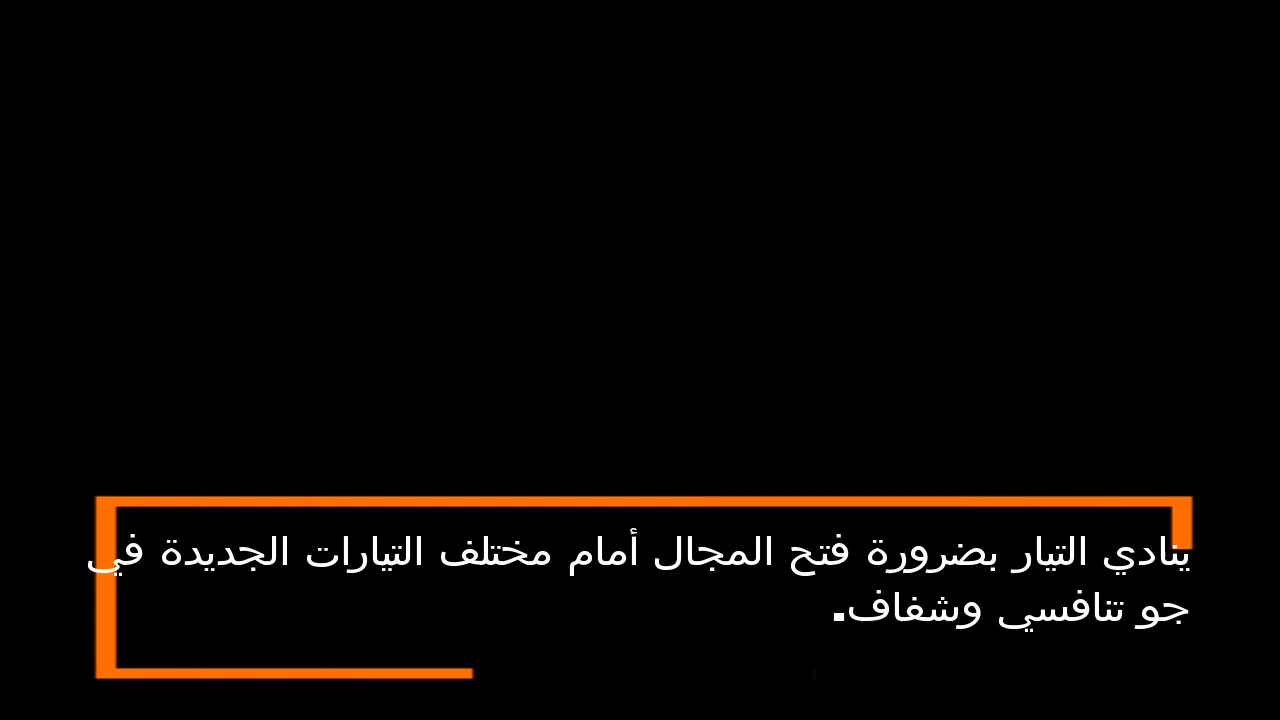 ينادي التيار بضرورة فتح المجال أمام مختلف التيارات الجديدة في
جو تنافسي وشفاف.